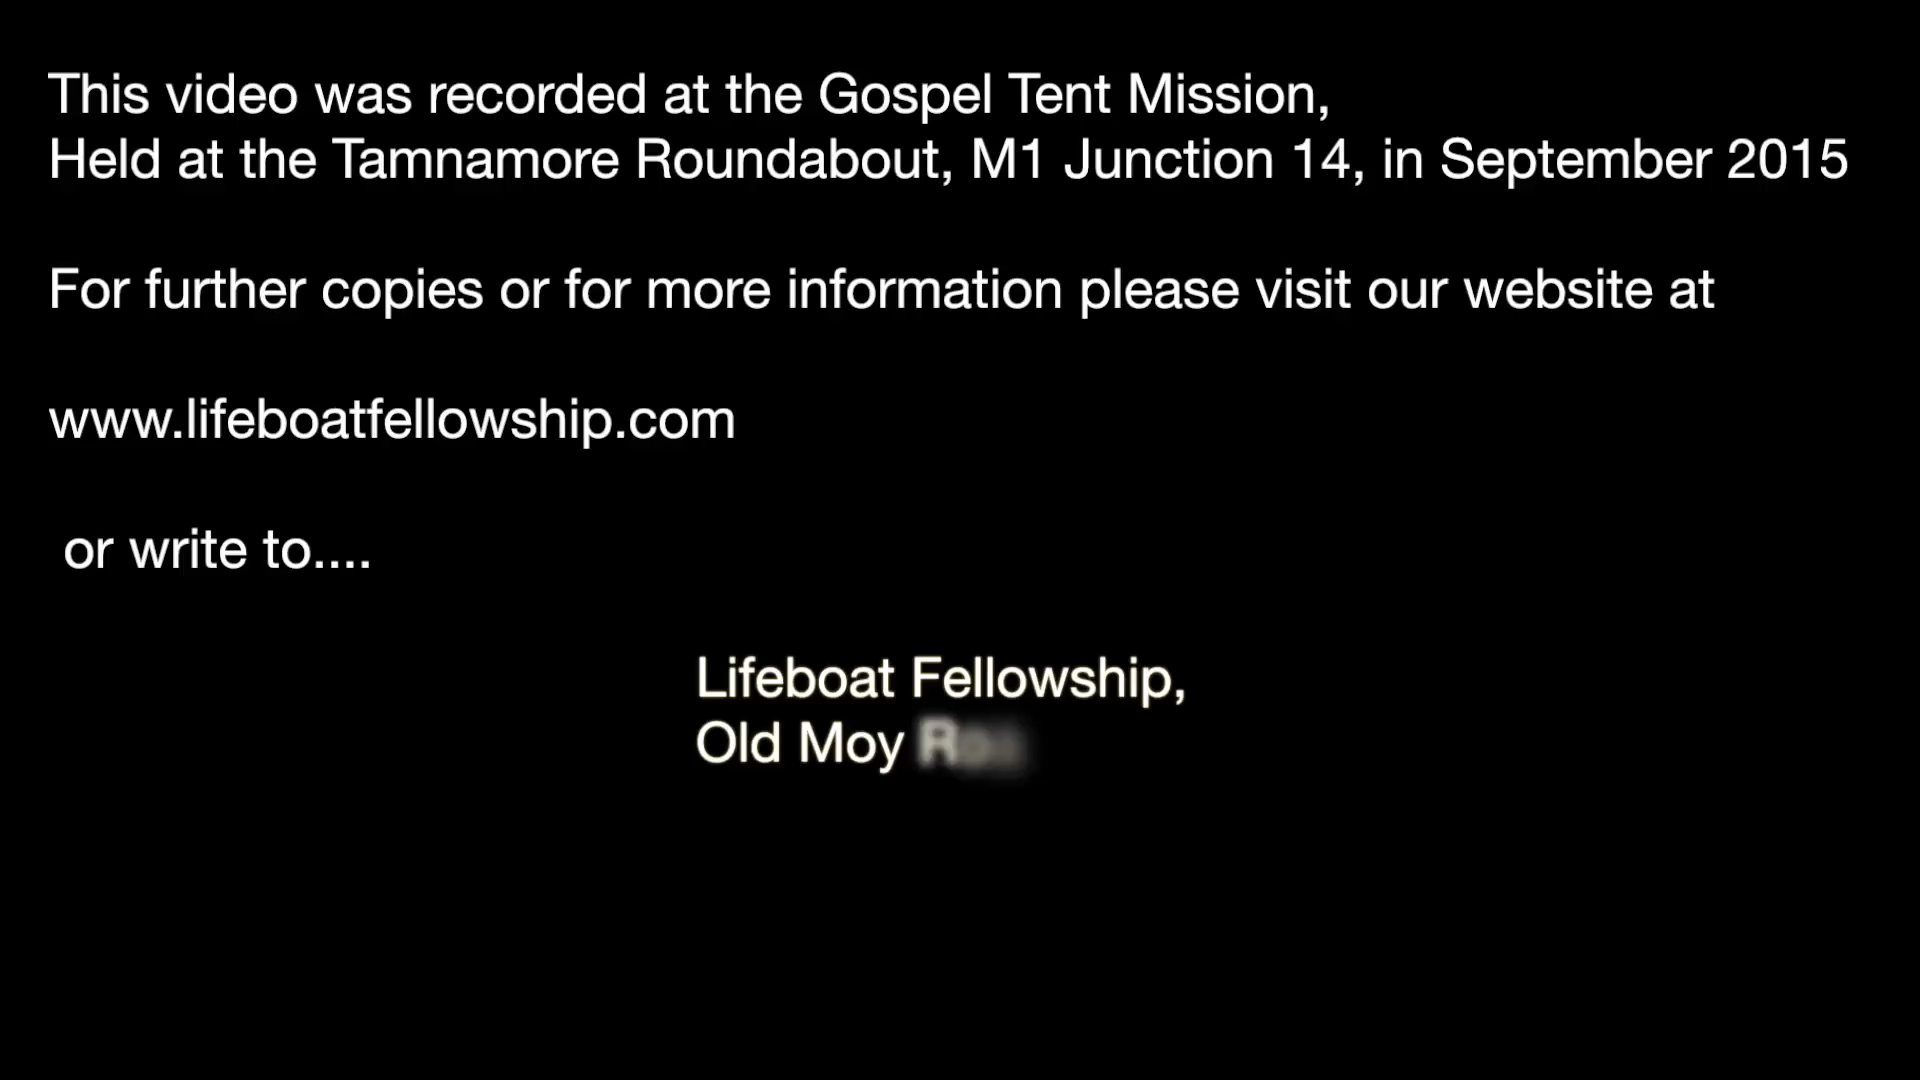 This video was recorded at the Gospel Tent Mission,
Held at the Tamnamore Roundabout, M1 Junction 14, in September 2015
For further copies or for more information please visit our website at
www.lifeboatfellowship.com
or write to....
Lifeboat Fellowship,
Old Moy